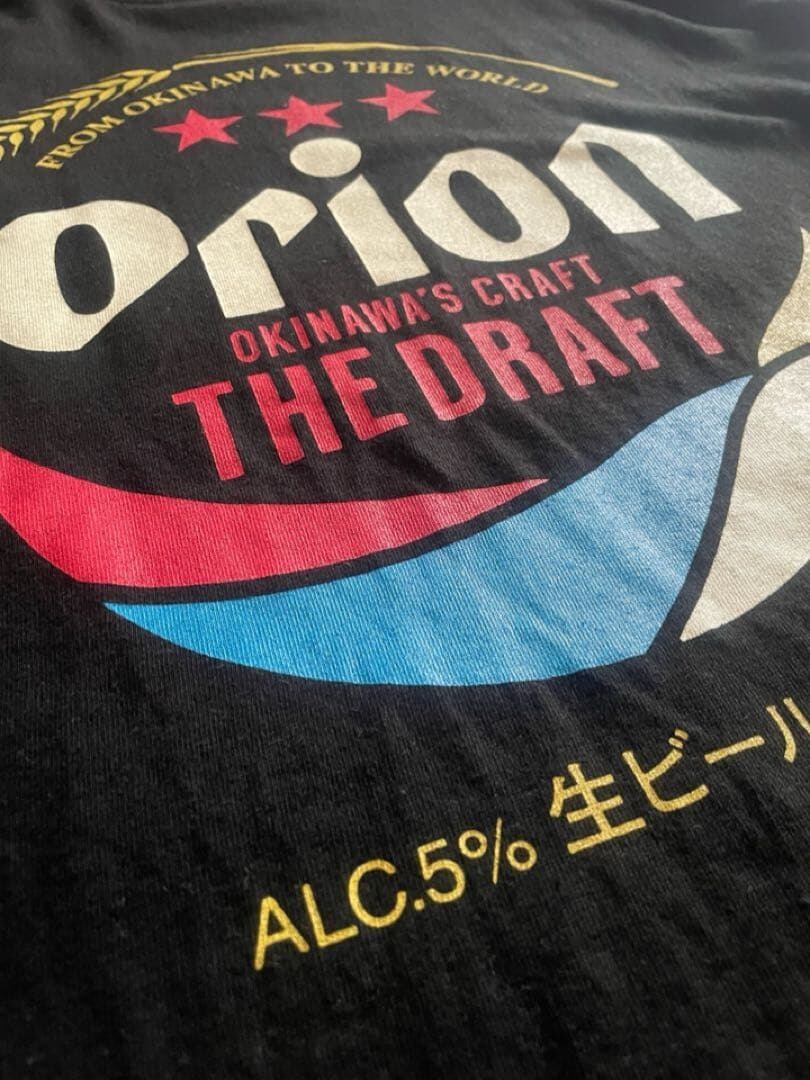 FROM OKINAWA TO THE WORLD
orion
OKINAWA'S CRAFT
THE DRAFT
ALC.5% 生ビール